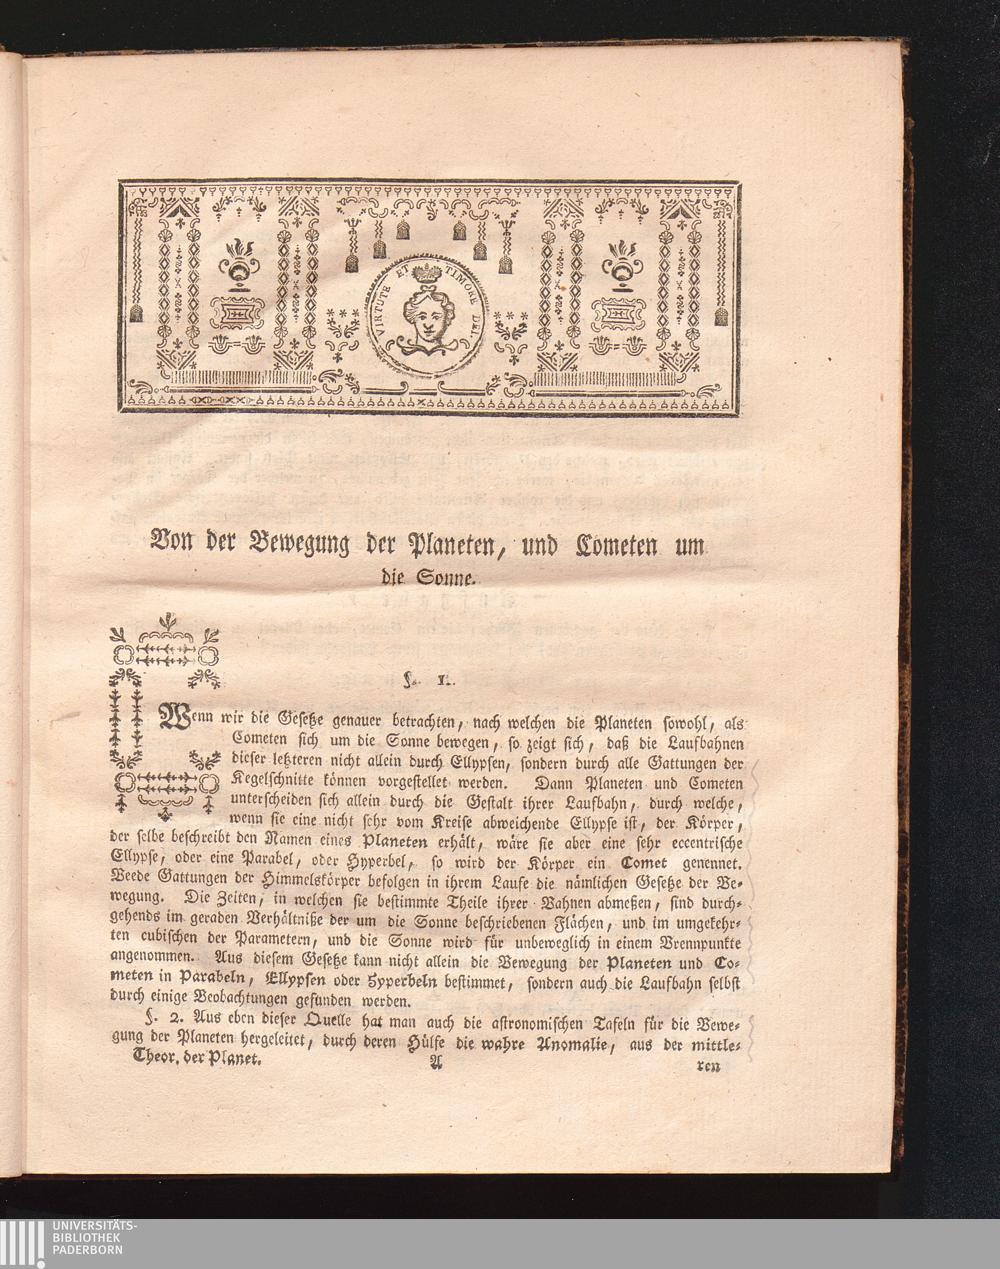 VIRTUTE ET TIMORE DEI
Von der Bewegung der Planeten, und Cometen um
die Sonne.
§. 1.
Wenn wir die Gesetze genauer betrachten, nach welchen die Planeten sowohl, als
Cometen sich um die Sonne bewegen, so zeigt sich, daß die Laufbahnen
dieser letzteren nicht allein durch Ellypsen, sondern durch alle Gattungen der
Kegelschnitte können vorgestellet werden. Dann Planeten und Cometen
unterscheiden sich allein durch die Gestalt ihrer Laufbahn, durch welche,
wenn sie eine nicht sehr vom Kreise abweichende Ellypse ist, der Körper,
der selbe beschreibt den Namen eines Planeten erhält, wäre sie aber eine sehr eccentrische
Ellypse, oder eine Parabel, oder Hyperbel, so wird der Körper ein Comet genennet.
Beede Gattungen der Himmelskörper befolgen in ihrem Laufe die nämlichen Gesetze der Be-
wegung. Die Zeiten, in welchen sie bestimmte Theile ihrer Bahnen abmeßen, sind durch-
gehends im geraden Verhältniße der um die Sonne beschriebenen Flächen, und im umgekehr-
ten cubischen der Parametern, und die Sonne wird für unbeweglich in einem Brennpunkte
angenommen. Aus diesem Gesetze kann nicht allein die Bewegung der Planeten und Co-
meten in Parabeln, Ellypsen oder Hyperbeln bestimmet, sondern auch die Laufbahn selbst
durch einige Beobachtungen gefunden werden.
§. 2. Aus eben dieser Quelle hat man auch die astronomischen Tafeln für die Bewe-
gung der Planeten hergeleitet, durch deren Hülfe die wahre Anomalie, aus der mittle-
Theor. der Planet. A ren
UNIVERSITÄTS-
BIBLIOTHEK
PADERBORN